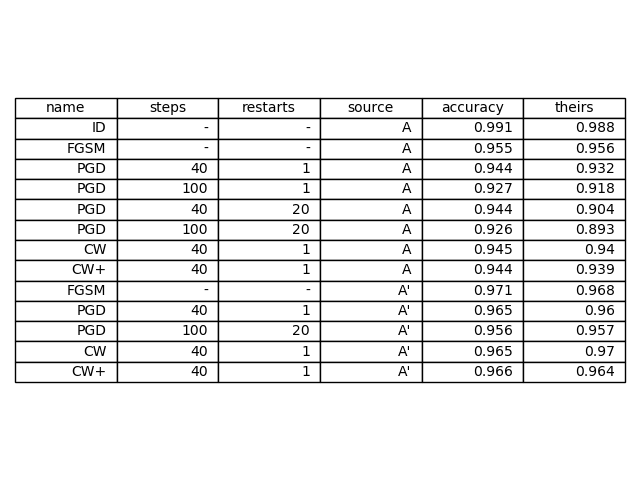 name steps restarts source accuracy theirs
ID - - A 0.991 0.988
FGSM - - A 0.955 0.956
PGD 40 1 A 0.944 0.932
PGD 100 1 A 0.927 0.918
PGD 40 20 A 0.944 0.904
PGD 100 20 A 0.926 0.893
CW 40 1 A 0.945 0.94
CW+ 40 1 A 0.944 0.939
FGSM - - A' 0.971 0.968
PGD 40 1 A' 0.965 0.96
PGD 100 20 A' 0.956 0.957
CW 40 1 A' 0.965 0.97
CW+ 40 1 A' 0.966 0.964